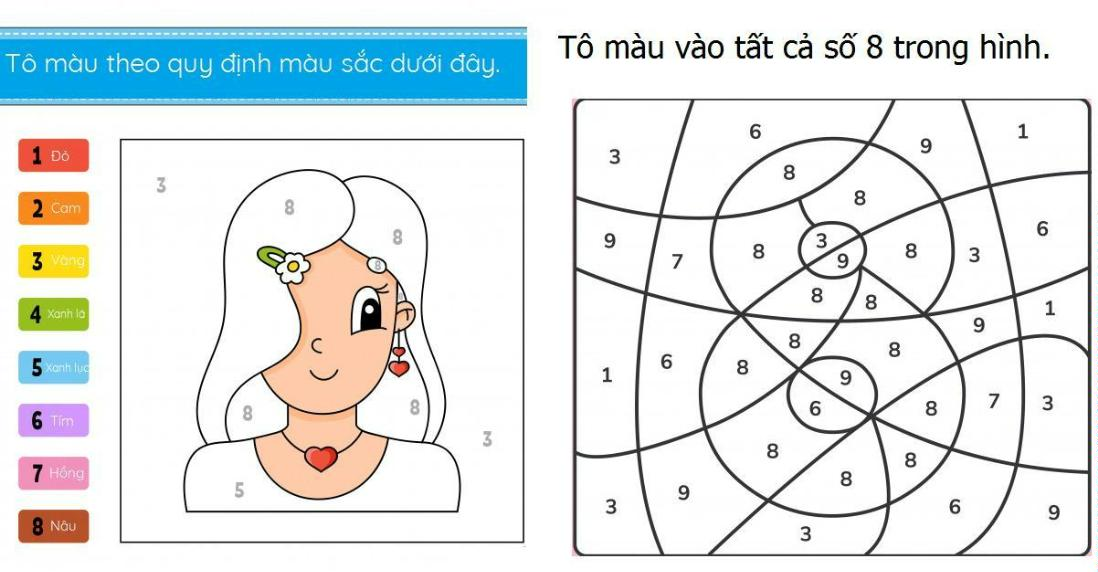 Tô màu theo quy định màu sắc dưới đây.
1 Đỏ
2 Cam
3 Vàng
4 Xanh lá
5 Xanh lục
6 Tím
7 Hồng
8 Nâu
3
8
8
8
8
8
3
5
Tô màu vào tất cả số 8 trong hình.
3 6 9 1
8
8
9 7 8 3 9 8 3 6
8 8
1
9
8
1 6 8 8
9
6 8 7 3
8 8
8
3 9 6 9
3